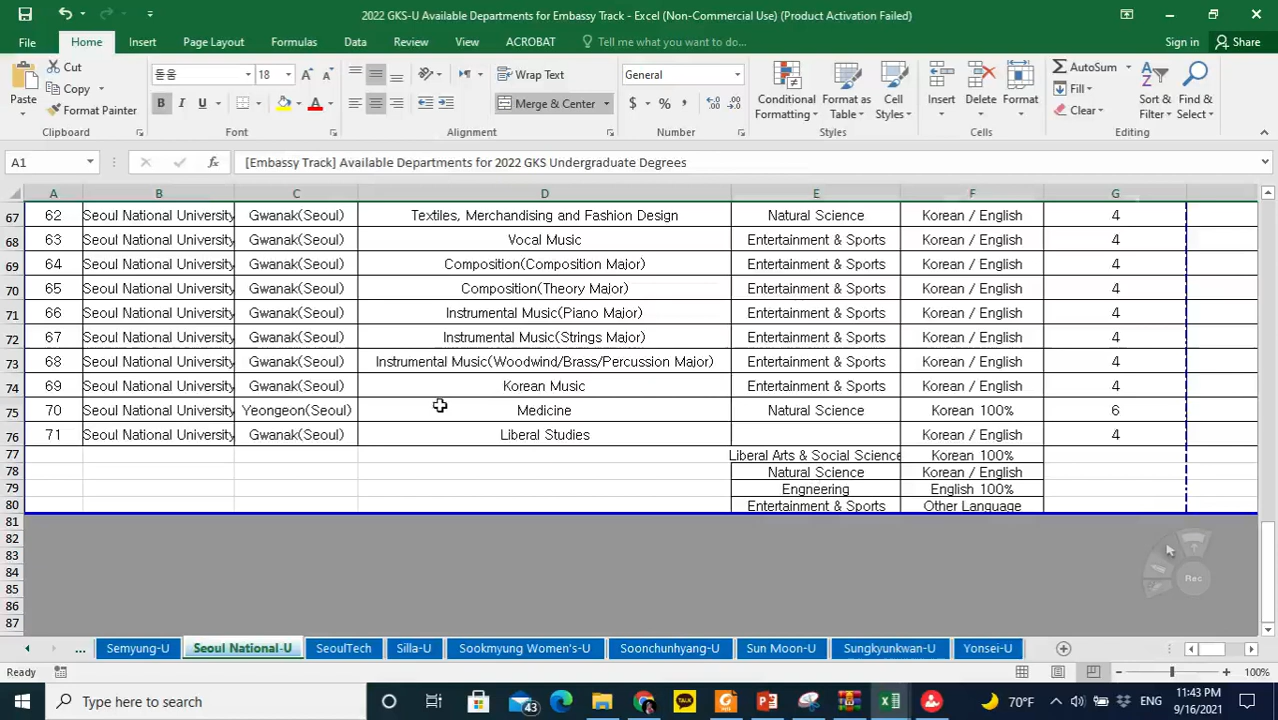 2022 GKS-U Available Departments for Embassy Track - Excel (Non-Commercial Use) (Product Activation Failed)
File Home Insert Page Layout Formulas Data Review View ACROBAT Tell me what you want to do... Sign in Share
Cut
Copy
Format Painter
Paste
돋움 18
B I U
Wrap Text
Merge & Center
General
$ % ,
Conditional Formatting
Format as Table
Cell Styles
Insert Delete Format
AutoSum
Fill
Clear
Sort & Filter
Find & Select
Clipboard Font Alignment Number Styles Cells Editing
A1 fx [Embassy Track] Available Departments for 2022 GKS Undergraduate Degrees
A B C D E F G
67 62 Seoul National University Gwanak(Seoul) Textiles, Merchandising and Fashion Design Natural Science Korean / English 4
68 63 Seoul National University Gwanak(Seoul) Vocal Music Entertainment & Sports Korean / English 4
69 64 Seoul National University Gwanak(Seoul) Composition(Composition Major) Entertainment & Sports Korean / English 4
70 65 Seoul National University Gwanak(Seoul) Composition(Theory Major) Entertainment & Sports Korean / English 4
71 66 Seoul National University Gwanak(Seoul) Instrumental Music(Piano Major) Entertainment & Sports Korean / English 4
72 67 Seoul National University Gwanak(Seoul) Instrumental Music(Strings Major) Entertainment & Sports Korean / English 4
73 68 Seoul National University Gwanak(Seoul) Instrumental Music(Woodwind/Brass/Percussion Major) Entertainment & Sports Korean / English 4
74 69 Seoul National University Gwanak(Seoul) Korean Music Entertainment & Sports Korean / English 4
75 70 Seoul National University Yeongeon(Seoul) Medicine Natural Science Korean 100% 6
76 71 Seoul National University Gwanak(Seoul) Liberal Studies Korean / English 4
77 Liberal Arts & Social Science Korean 100%
78 Natural Science Korean / English
79 Engneering English 100%
80 Entertainment & Sports Other Language
81
82
83
84
85
86
87
Rec
... Semyung-U Seoul National-U SeoulTech Silla-U Sookmyung Women's-U Soonchunhyang-U Sun Moon-U Sungkyunkwan-U Yonsei-U
Ready 100%
Type here to search 43 TALK 70°F ENG 11:43 PM
9/16/2021